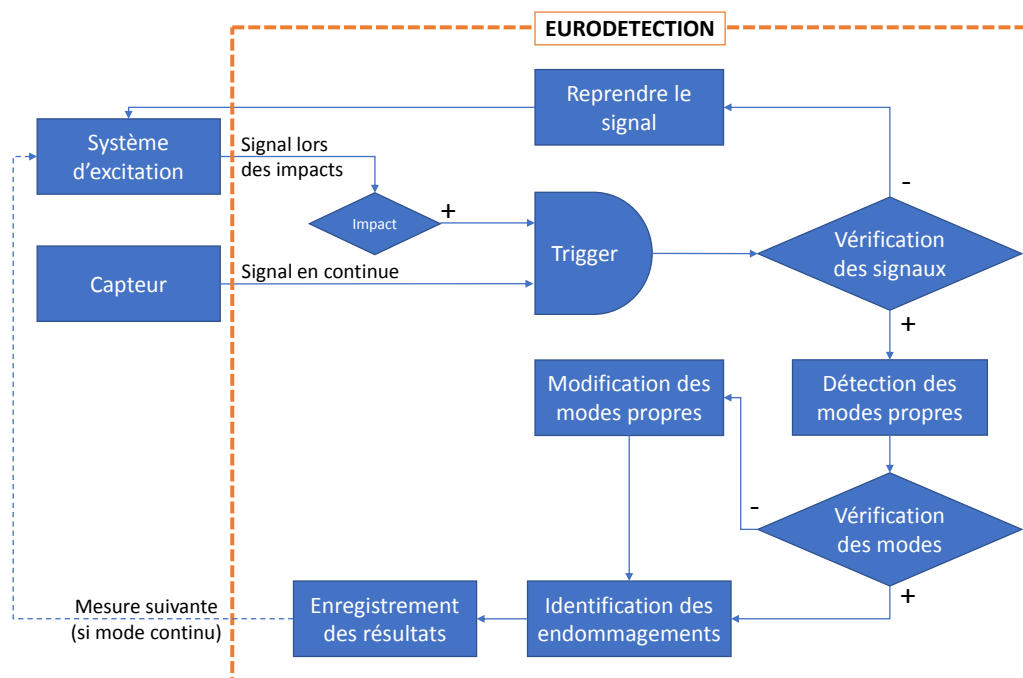 EURODETECTION
Reprendre le
signal
Système
d'excitation
Signal lors
des impacts
-
Impact
+
Trigger
Vérification
des signaux
Capteur
Signal en continue
+
Modification des
modes propres
Détection des
modes propres
-
Vérification
des modes
+
Mesure suivante
(si mode continu)
Enregistrement
des résultats
Identification des
endommagements